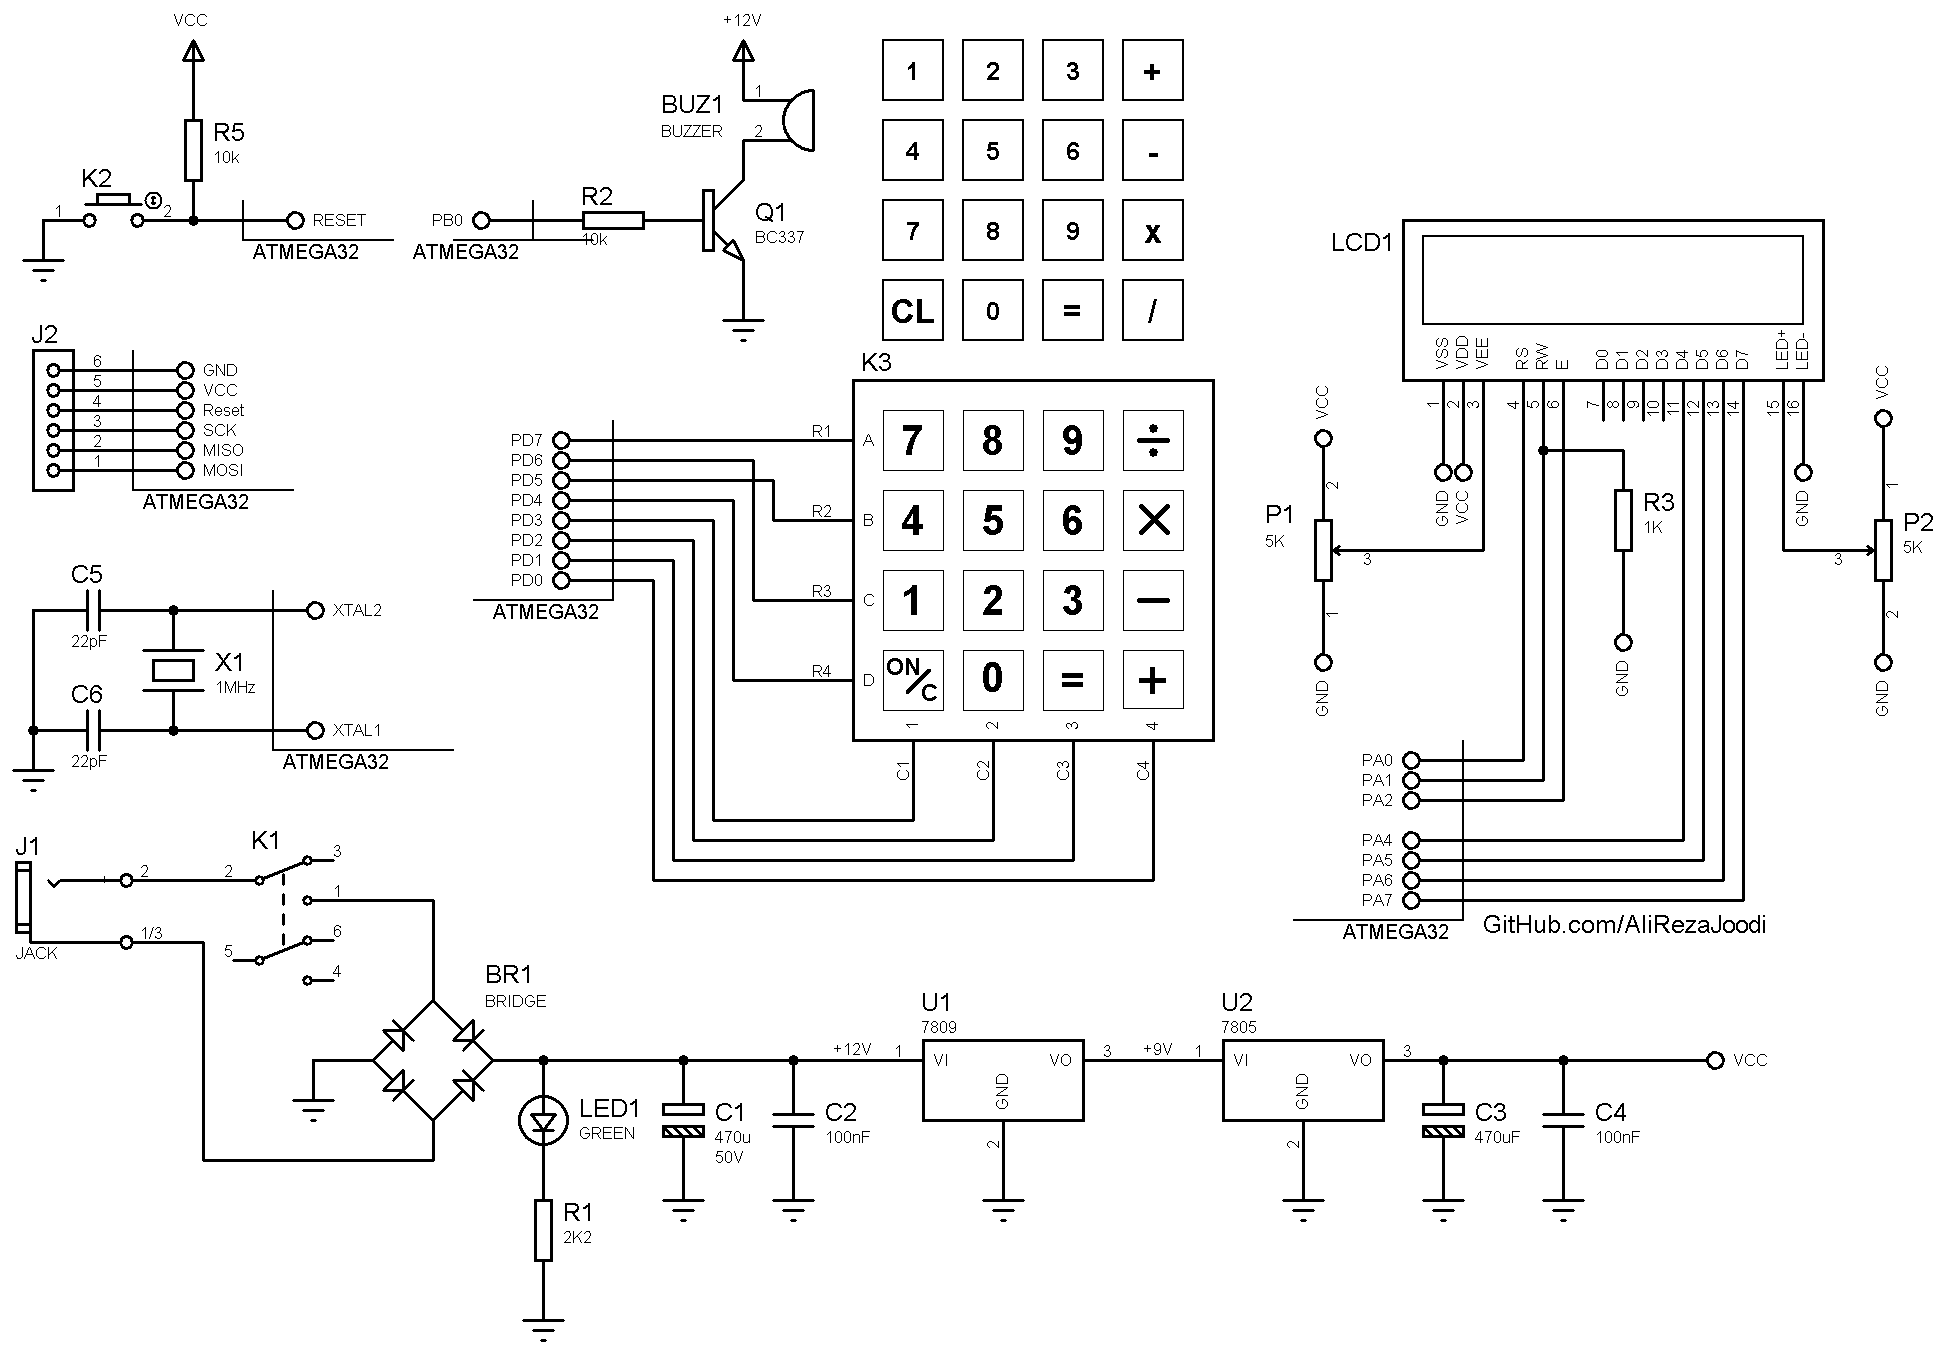 VCC
R5
10k
K2
1
2
RESET
ATMEGA32
+12V
BUZ1
BUZZER
1
2
PB0
R2
10k
Q1
BC337
ATMEGA32
1 2 3 +
4 5 6 -
7 8 9 x
CL 0 = /
J2
6 GND
5 VCC
4 Reset
3 SCK
2 MISO
1 MOSI
ATMEGA32
C5
22pF
XTAL2
X1
1MHz
C6
22pF
XTAL1
ATMEGA32
K3
PD7
PD6
PD5
PD4
PD3
PD2
PD1
PD0
ATMEGA32
R1 A
R2 B
R3 C
R4 D
7 8 9 ÷
4 5 6 ×
1 2 3 −
ON/C 0 = +
1 2 3 4
C1 C2 C3 C4
LCD1
VSS VDD VEE RS RW E D0 D1 D2 D3 D4 D5 D6 D7 LED+ LED-
1 2 3 4 5 6 7 8 9 10 11 12 13 14 15 16
GND
VCC
GND
VCC
2
P1
5K
3
1
GND
R3
1K
GND
VCC
1
P2
5K
3
2
GND
PA0
PA1
PA2
PA4
PA5
PA6
PA7
ATMEGA32
GitHub.com/AliRezaJoodi
J1
JACK
2
1/3
K1
2
3
1
5
6
4
BR1
BRIDGE
LED1
GREEN
R1
2K2
C1
470u
50V
C2
100nF
+12V
U1
7809
1 VI VO 3
GND
2
+9V
U2
7805
1 VI VO 3
GND
2
C3
470uF
C4
100nF
VCC